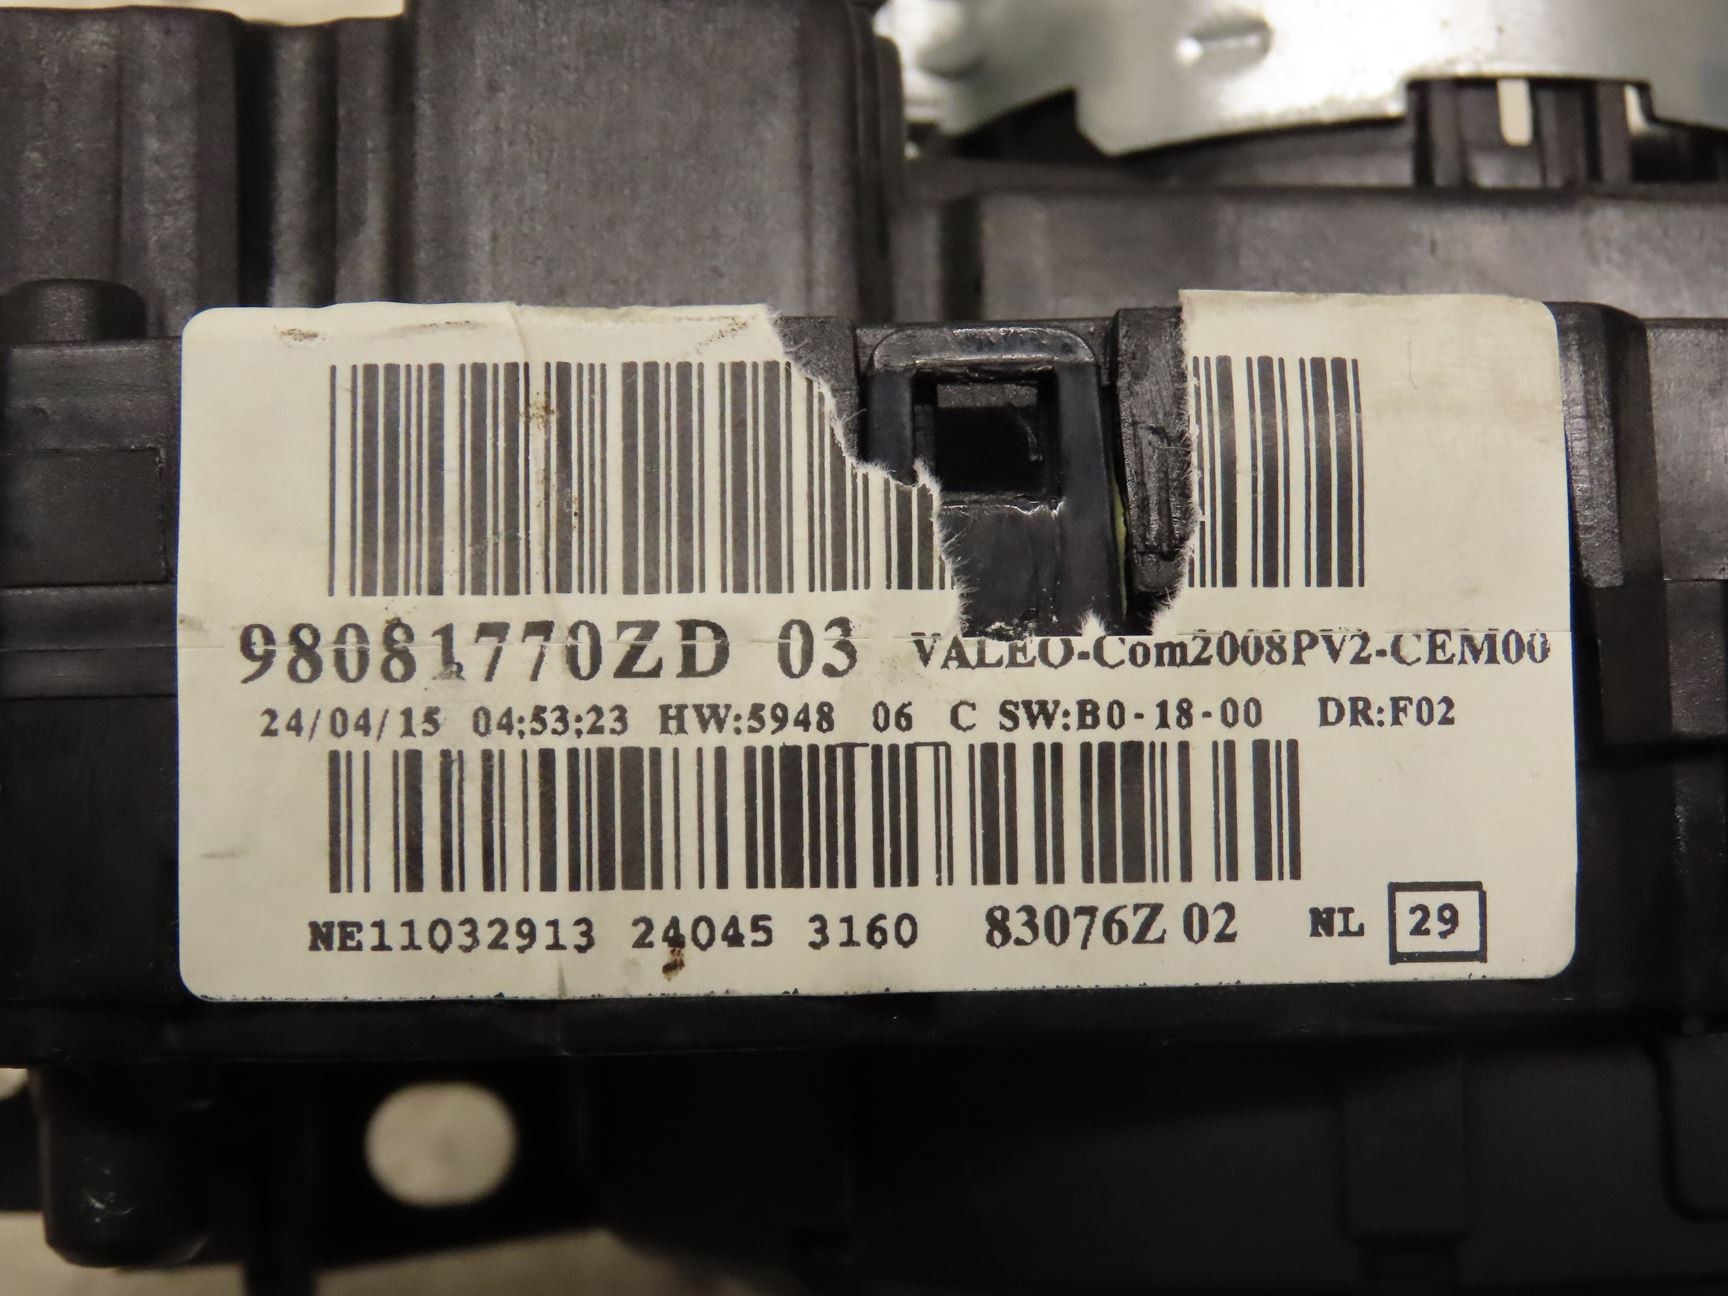 98081770ZD 03 VALEO-Com2008PV2-CEM00
24/04/15 04:53:23 HW:5948 06 C SW:B0-18-00 DR:F02
NE11032913 24045 3160 83076Z 02 NL 29